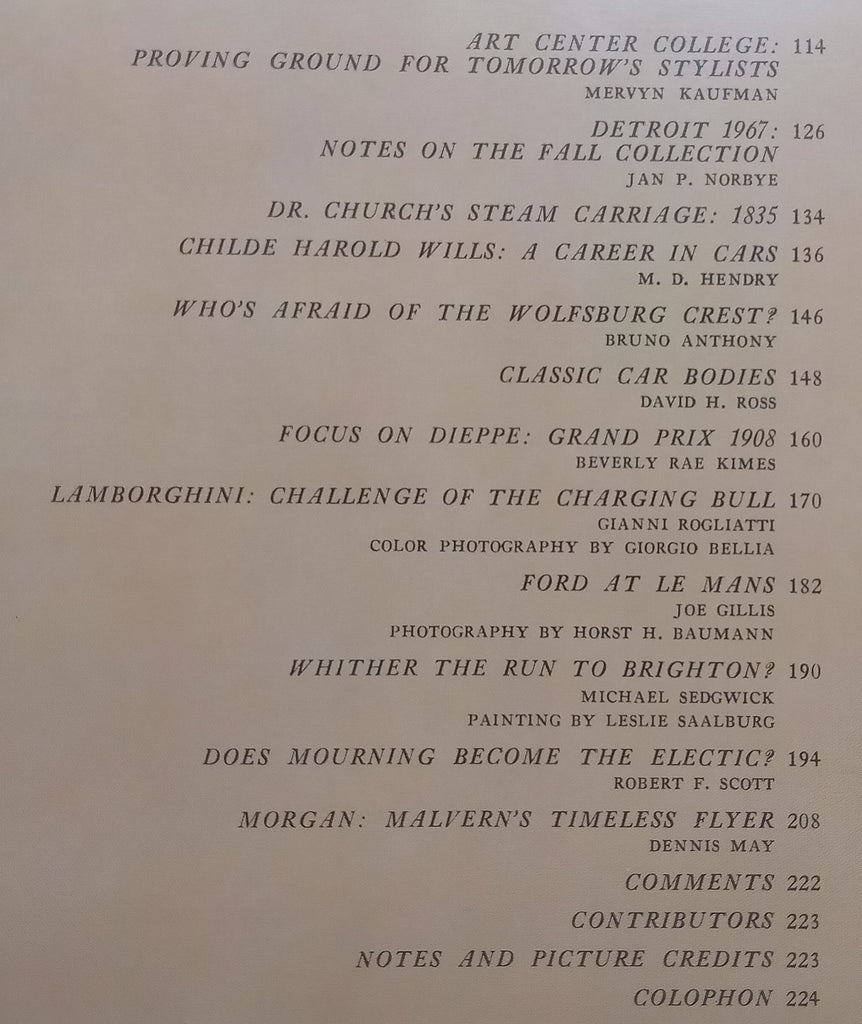 ART CENTER COLLEGE: 114
PROVING GROUND FOR TOMORROW'S STYLISTS
MERVYN KAUFMAN
DETROIT 1967: 126
NOTES ON THE FALL COLLECTION
JAN P. NORBYE
DR. CHURCH'S STEAM CARRIAGE: 1835 134
CHILDE HAROLD WILLS: A CAREER IN CARS 136
M. D. HENDRY
WHO'S AFRAID OF THE WOLFSBURG CREST? 146
BRUNO ANTHONY
CLASSIC CAR BODIES 148
DAVID H. ROSS
FOCUS ON DIEPPE: GRAND PRIX 1908 160
BEVERLY RAE KIMES
LAMBORGHINI: CHALLENGE OF THE CHARGING BULL 170
GIANNI ROGLIATTI
COLOR PHOTOGRAPHY BY GIORGIO BELLIA
FORD AT LE MANS 182
JOE GILLIS
PHOTOGRAPHY BY HORST H. BAUMANN
WHITHER THE RUN TO BRIGHTON? 190
MICHAEL SEDGWICK
PAINTING BY LESLIE SAALBURG
DOES MOURNING BECOME THE ELECTIC? 194
ROBERT F. SCOTT
MORGAN: MALVERN'S TIMELESS FLYER 208
DENNIS MAY
COMMENTS 222
CONTRIBUTORS 223
NOTES AND PICTURE CREDITS 223
COLOPHON 224